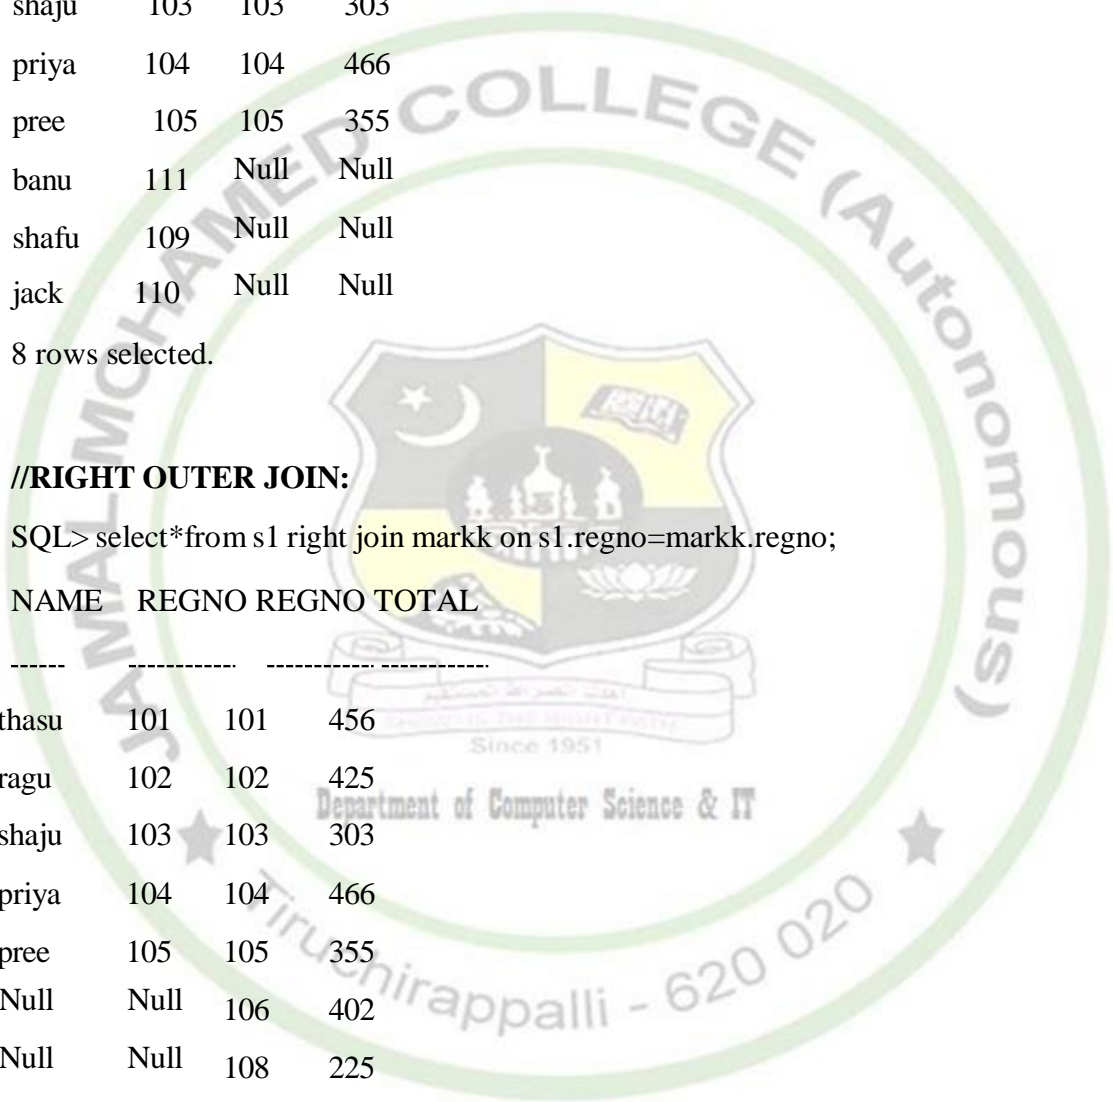 shaju 103 103 303
priya 104 104 466
pree 105 105 355
banu 111 Null Null
shafu 109 Null Null
jack 110 Null Null
8 rows selected.
//RIGHT OUTER JOIN:
SQL> select*from s1 right join markk on s1.regno=markk.regno;
NAME REGNO REGNO TOTAL
------ ------------ ------------ ------------
thasu 101 101 456
ragu 102 102 425
shaju 103 103 303
priya 104 104 466
pree 105 105 355
Null Null 106 402
Null Null 108 225
JAMAL MOHAMED COLLEGE (Autonomous)
Since 1951
Department of Computer Science & IT
Tiruchirappalli - 620 020